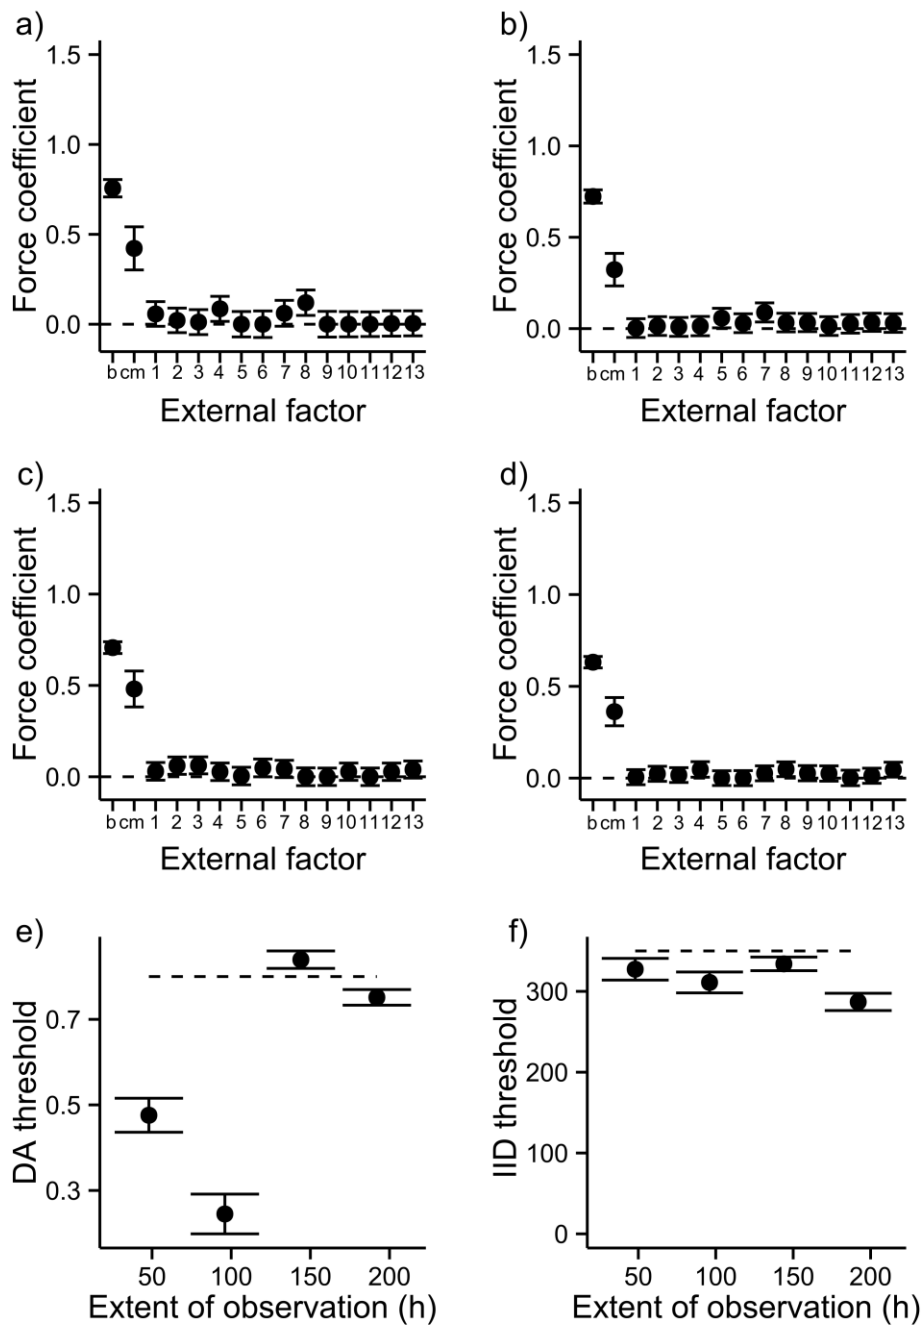 a)
Force coefficient
1.5
1.0
0.5
0.0
b cm 1 2 3 4 5 6 7 8 9 10 11 12 13
External factor
b)
Force coefficient
1.5
1.0
0.5
0.0
b cm 1 2 3 4 5 6 7 8 9 10 11 12 13
External factor
c)
Force coefficient
1.5
1.0
0.5
0.0
b cm 1 2 3 4 5 6 7 8 9 10 11 12 13
External factor
d)
Force coefficient
1.5
1.0
0.5
0.0
b cm 1 2 3 4 5 6 7 8 9 10 11 12 13
External factor
e)
DA threshold
0.7
0.5
0.3
50 100 150 200
Extent of observation (h)
f)
IID threshold
300
200
100
0
50 100 150 200
Extent of observation (h)